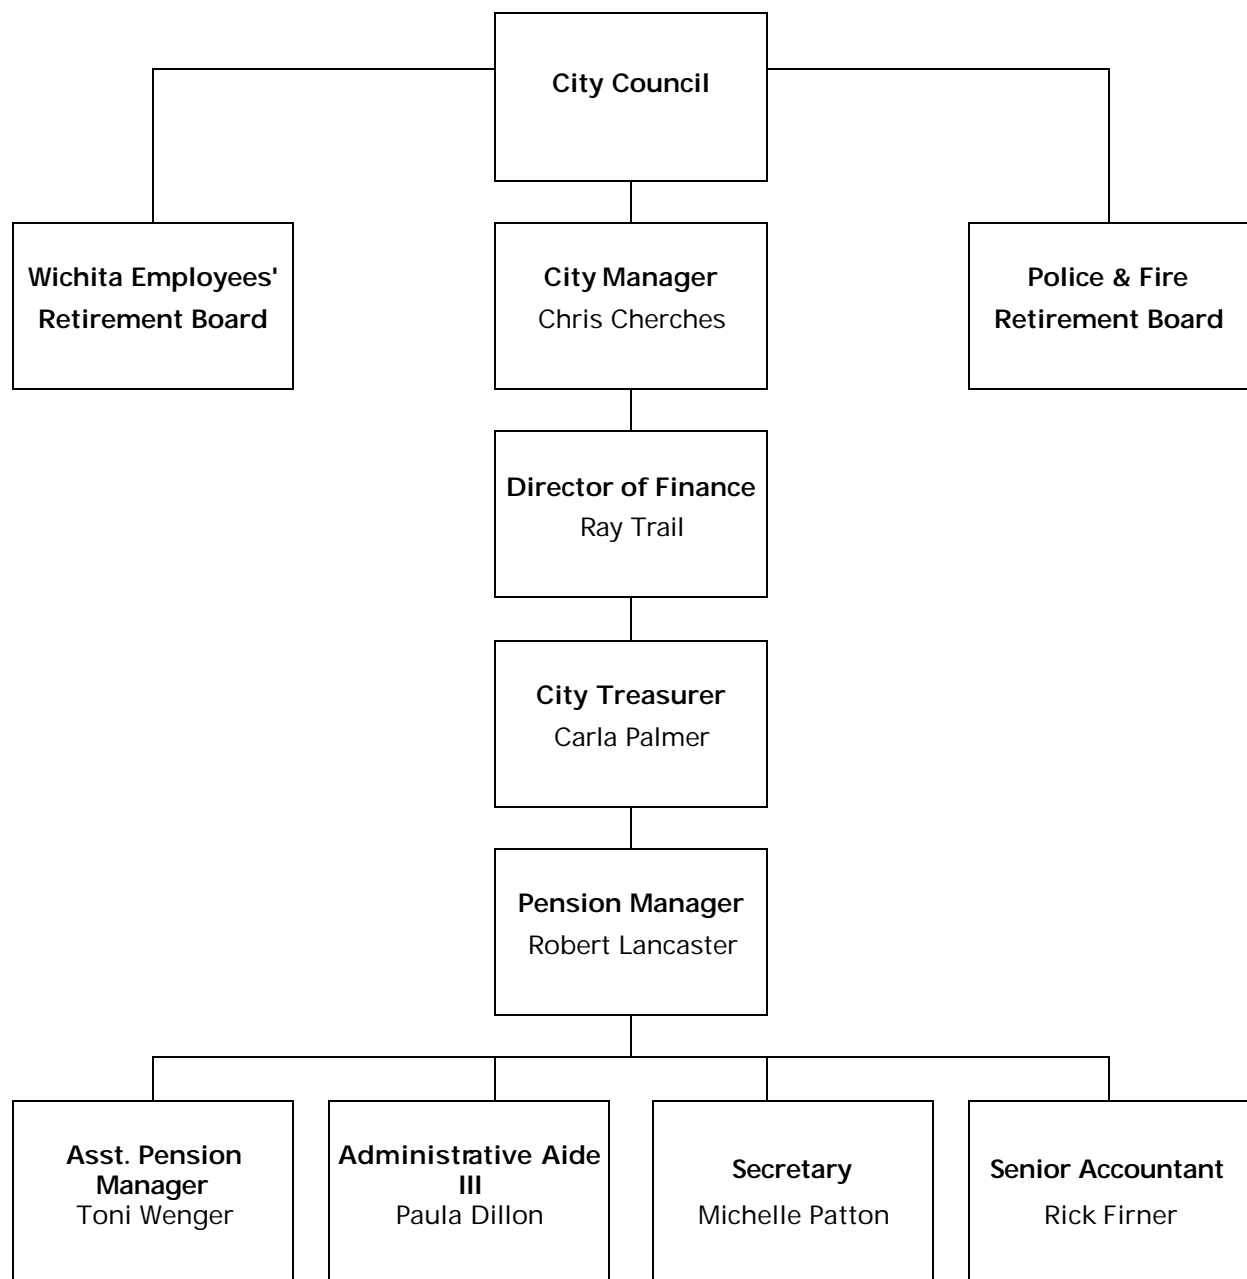 City Council
Wichita Employees'
Retirement Board
City Manager
Chris Cherches
Police & Fire
Retirement Board
Director of Finance
Ray Trail
City Treasurer
Carla Palmer
Pension Manager
Robert Lancaster
Asst. Pension
Manager
Toni Wenger
Administrative Aide
III
Paula Dillon
Secretary
Michelle Patton
Senior Accountant
Rick Firner